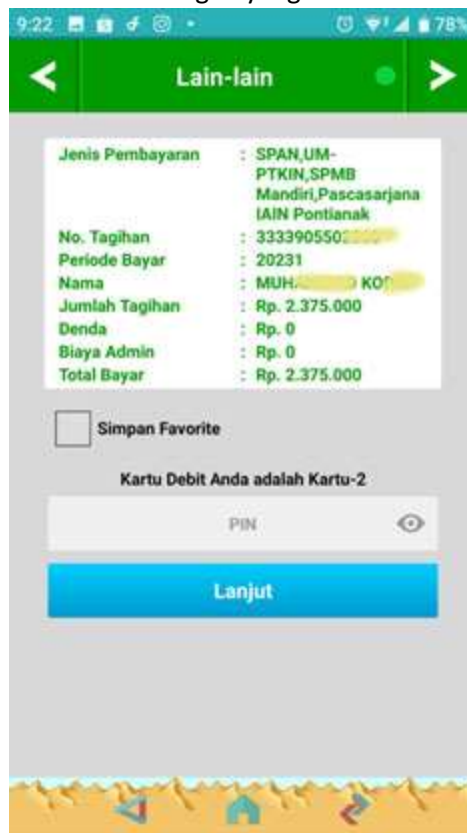 9:22 78%
Lain-lain
Jenis Pembayaran : SPAN,UM-
PTKIN,SPMB
Mandiri,Pascasarjana
IAIN Pontianak
No. Tagihan : 3333905502
Periode Bayar : 20231
Nama : MUH KO
Jumlah Tagihan : Rp. 2.375.000
Denda : Rp. 0
Biaya Admin : Rp. 0
Total Bayar : Rp. 2.375.000
Simpan Favorite
Kartu Debit Anda adalah Kartu-2
PIN
Lanjut